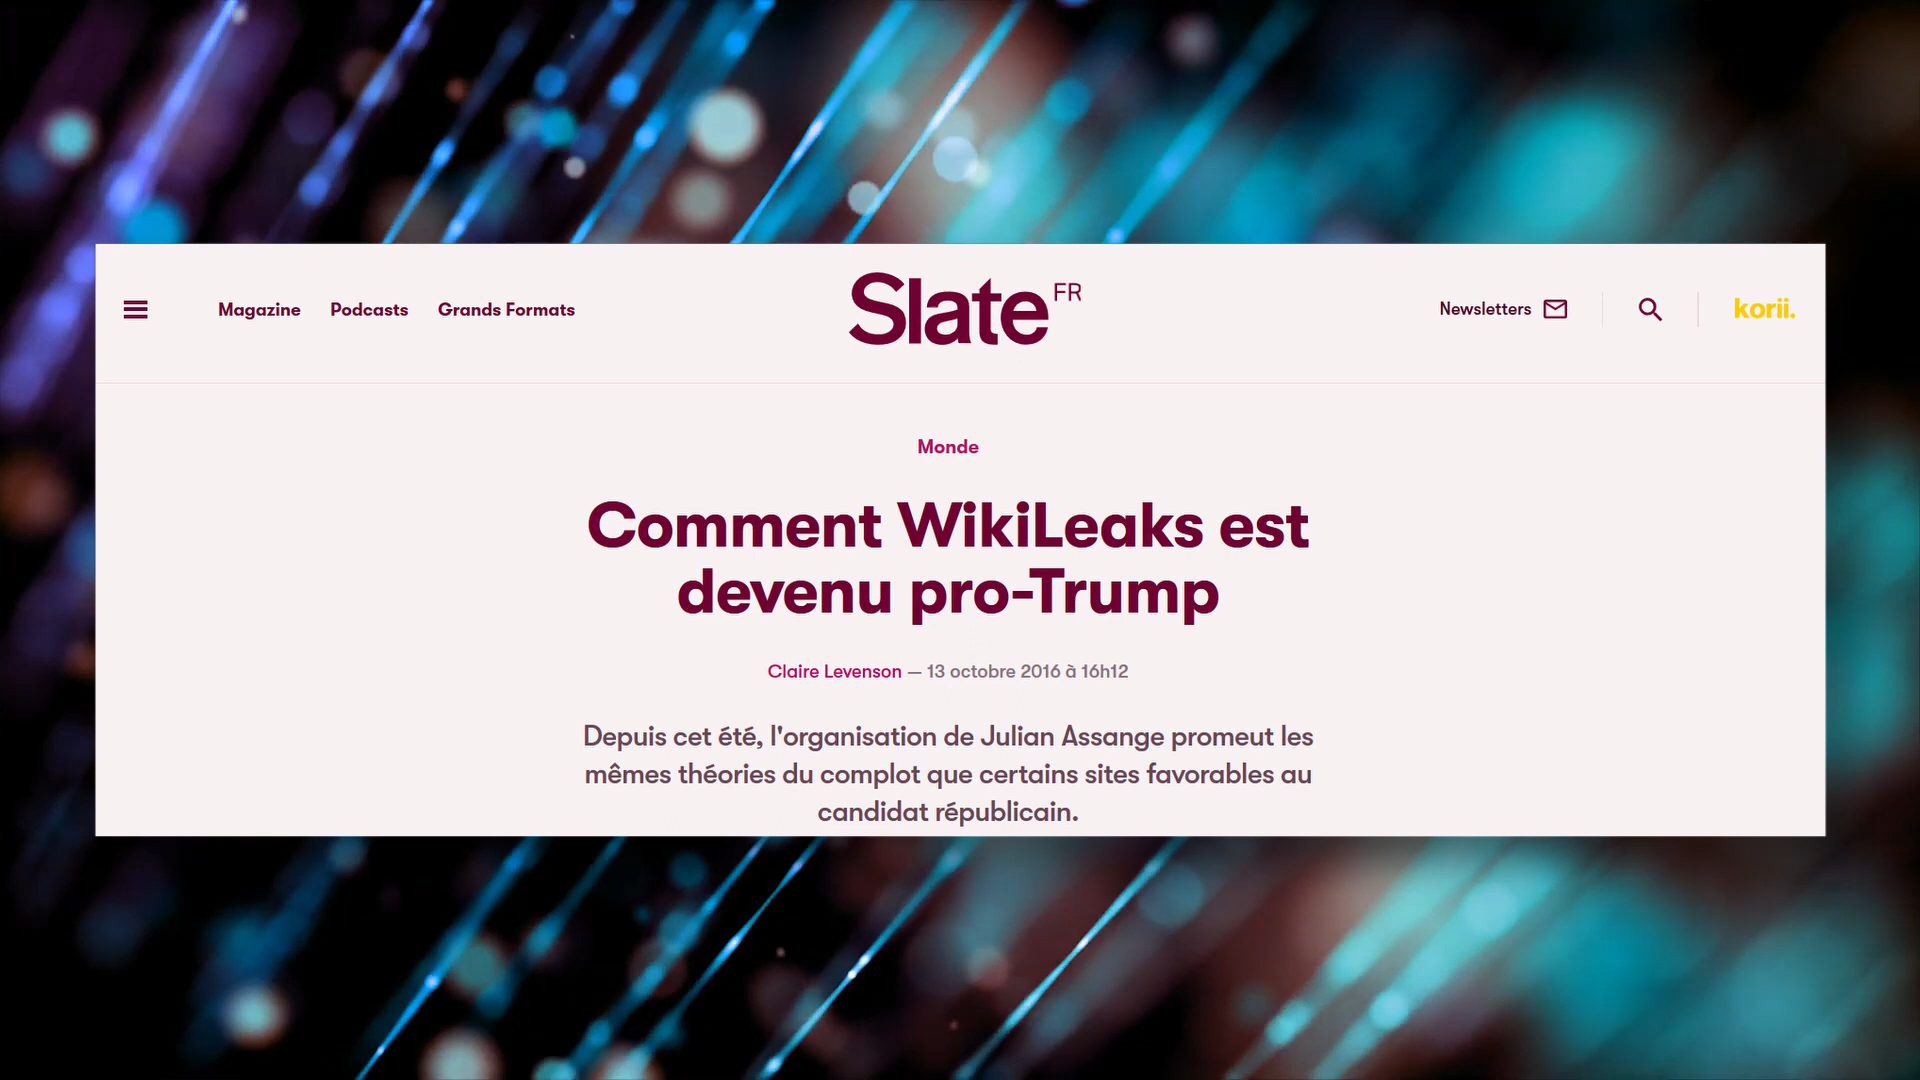 Magazine Podcasts Grands Formats
Slate FR
Newsletters
korii.
Monde
Comment WikiLeaks est
devenu pro-Trump
Claire Levenson — 13 octobre 2016 à 16h12
Depuis cet été, l'organisation de Julian Assange promeut les
mêmes théories du complot que certains sites favorables au
candidat républicain.